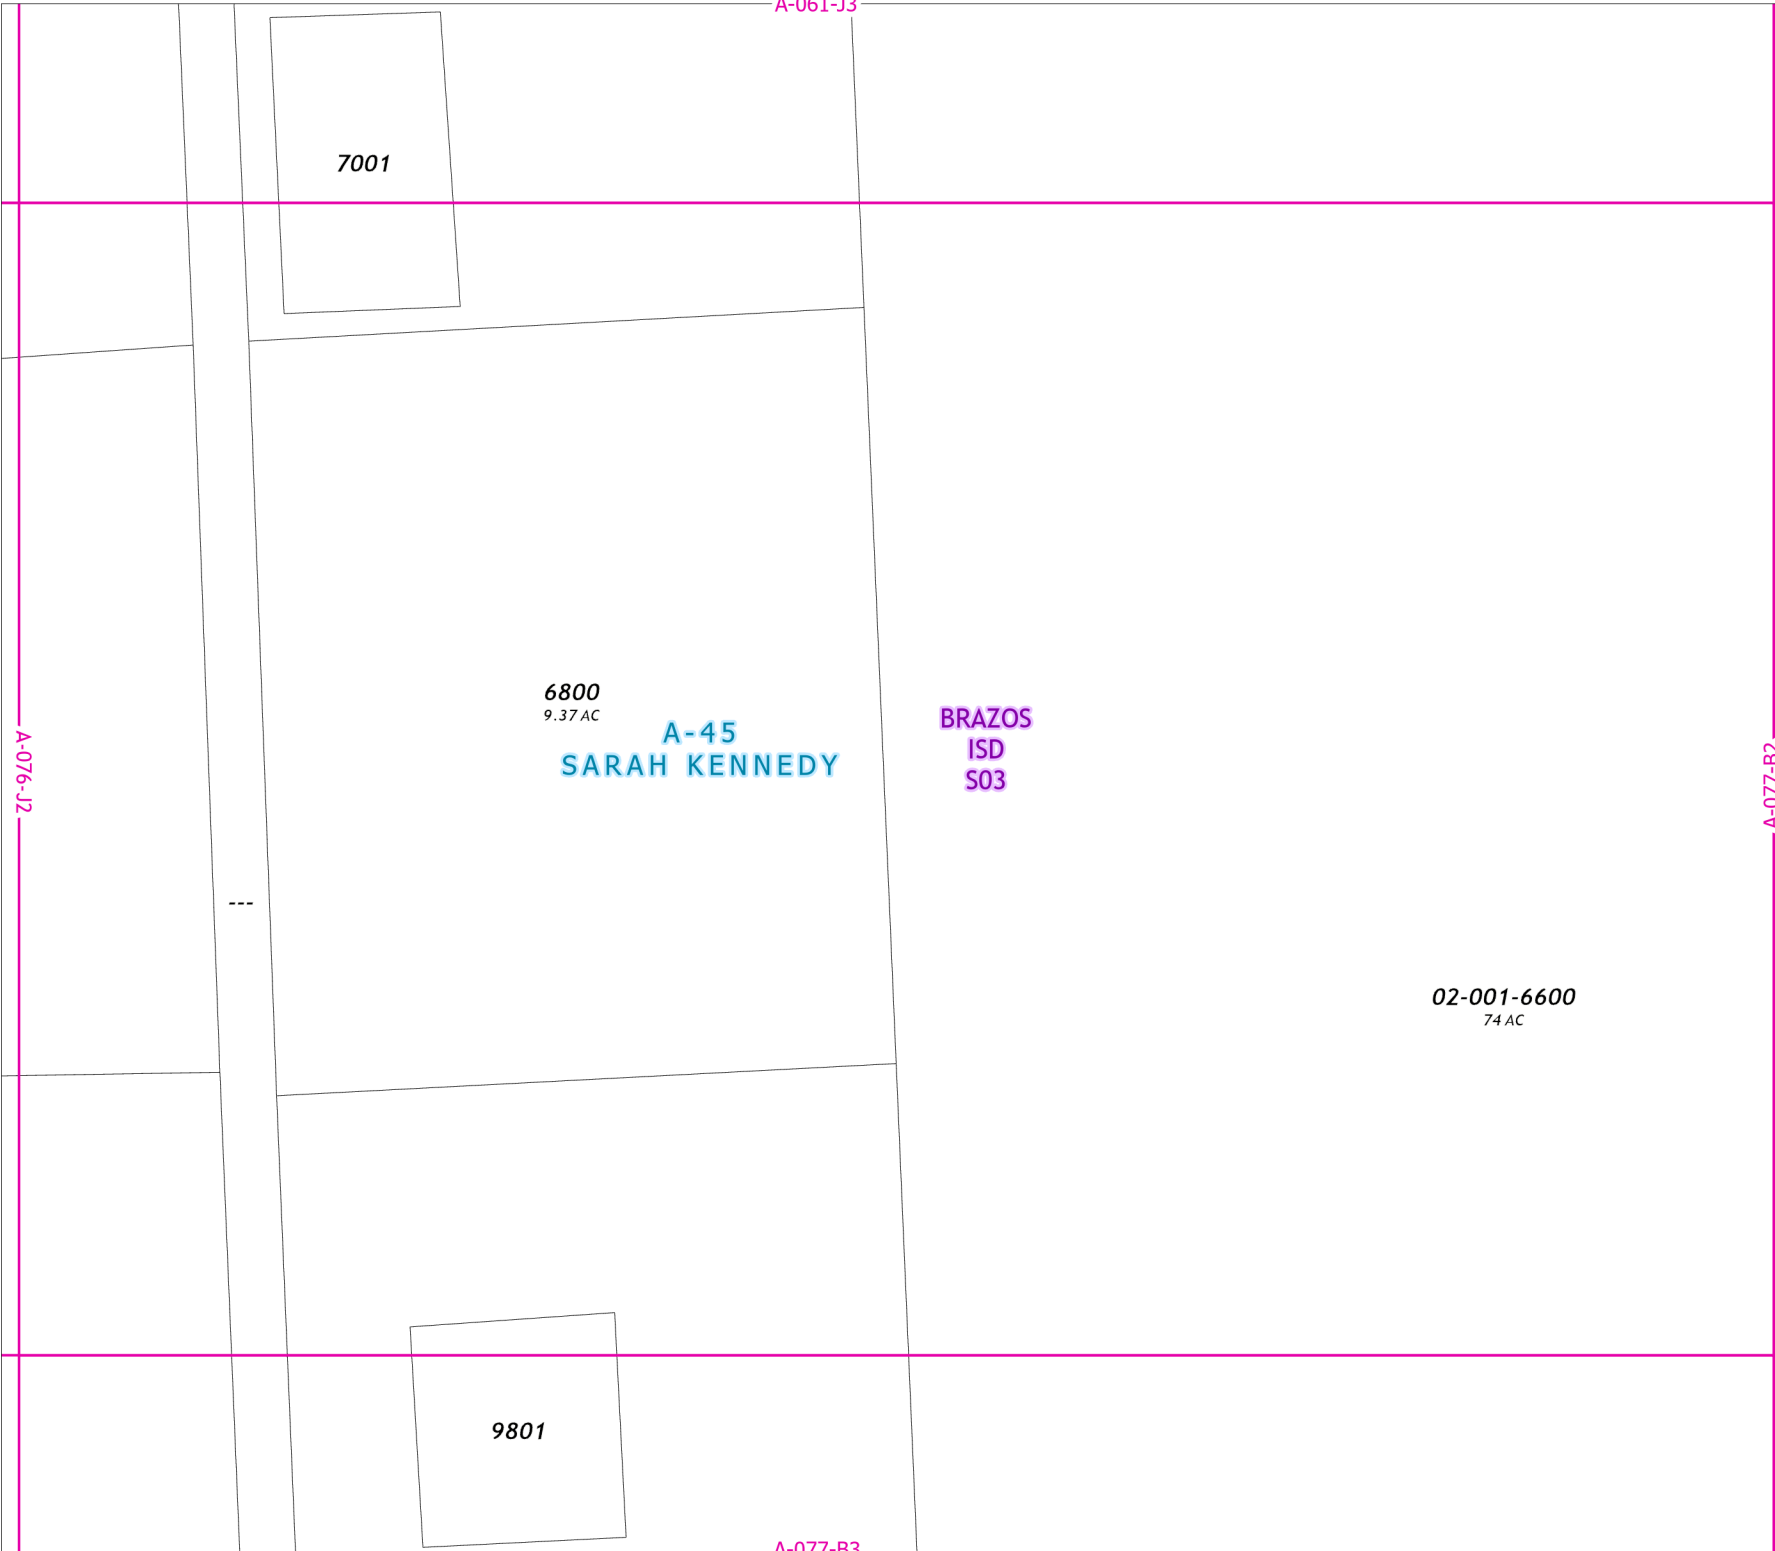 A-061-J3
7001
6800
9.37 AC
A-45
SARAH KENNEDY
BRAZOS
ISD
S03
A-076-J2
A-077-B2
---
02-001-6600
74 AC
9801
A-077-B3